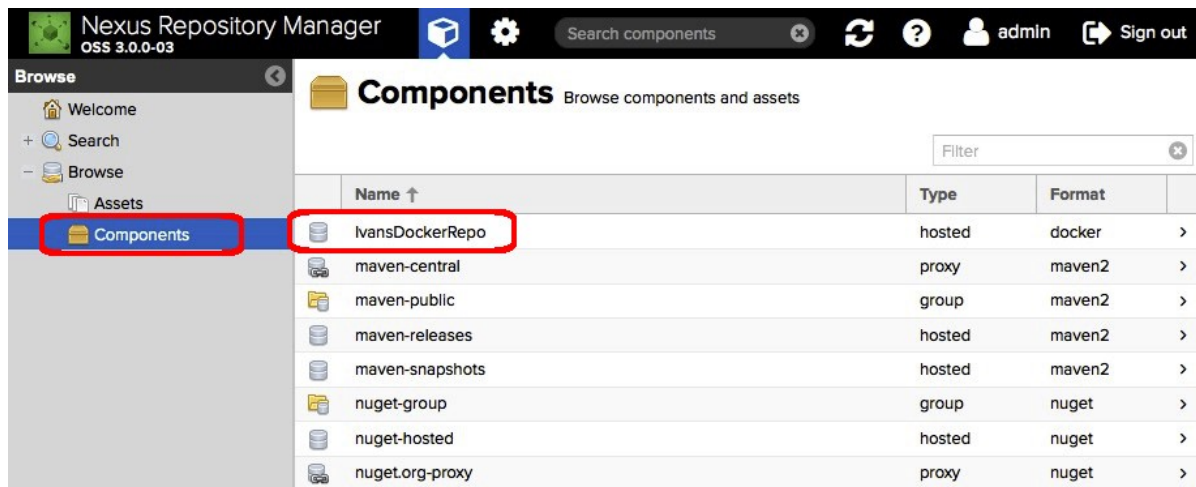 Nexus Repository Manager
OSS 3.0.0-03
Search components
admin
Sign out
Browse
Welcome
Search
Browse
Assets
Components
Components Browse components and assets
Filter
Name Type Format
IvansDockerRepo hosted docker
maven-central proxy maven2
maven-public group maven2
maven-releases hosted maven2
maven-snapshots hosted maven2
nuget-group group nuget
nuget-hosted hosted nuget
nuget.org-proxy proxy nuget